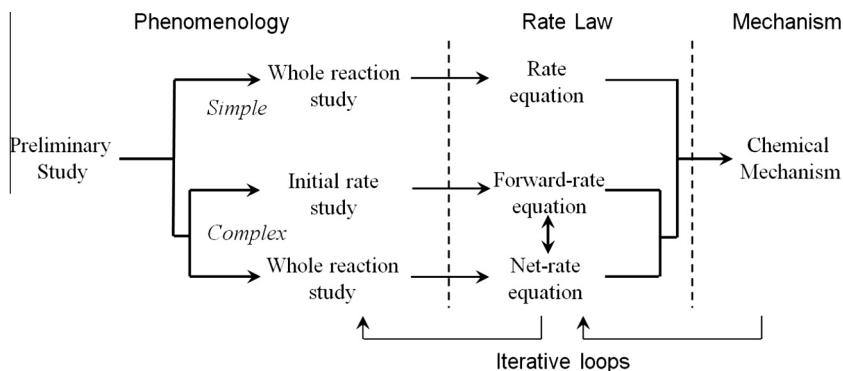 Phenomenology
Rate Law
Mechanism
Whole reaction
study
Rate
equation
Simple
Preliminary
Study
Chemical
Mechanism
Initial rate
study
Forward-rate
equation
Complex
Whole reaction
study
Net-rate
equation
Iterative loops